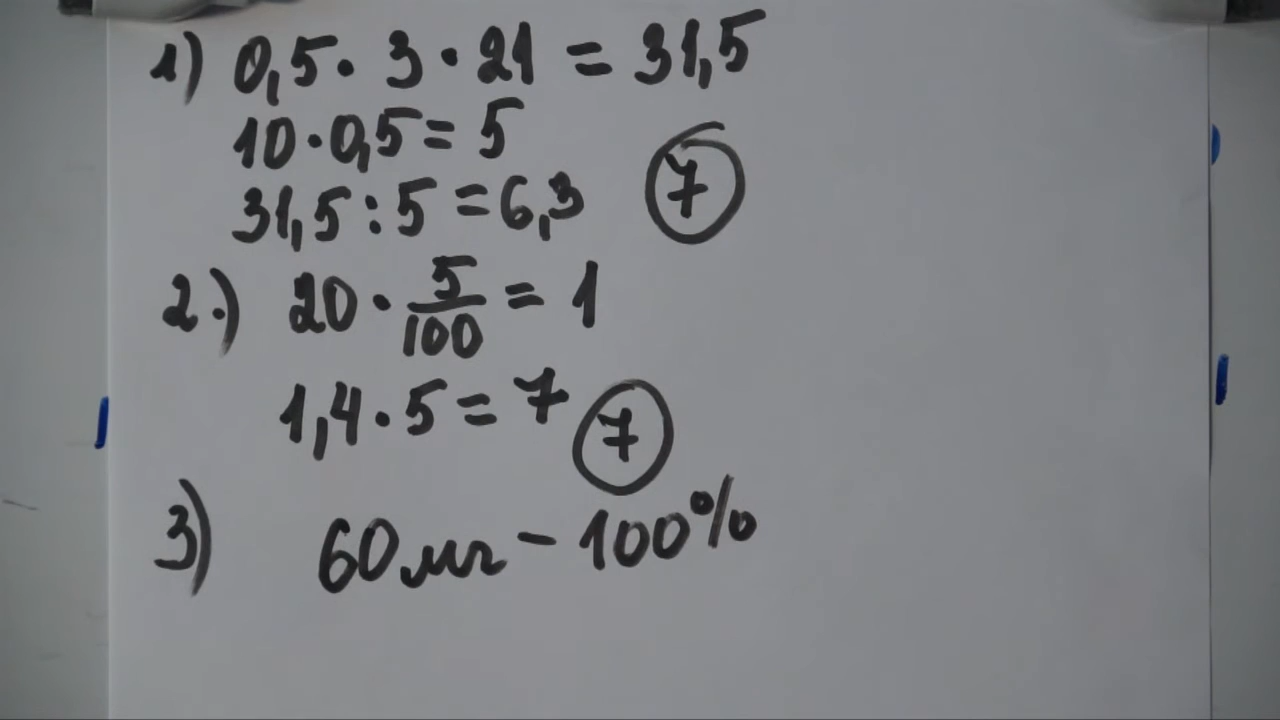 1) 0,5 · 3 · 21 = 31,5
10 · 0,5 = 5
31,5 : 5 = 6,3 7
2.) 20 · 5/100 = 1
1,4 · 5 = 7 7
3) 60 мг - 100%